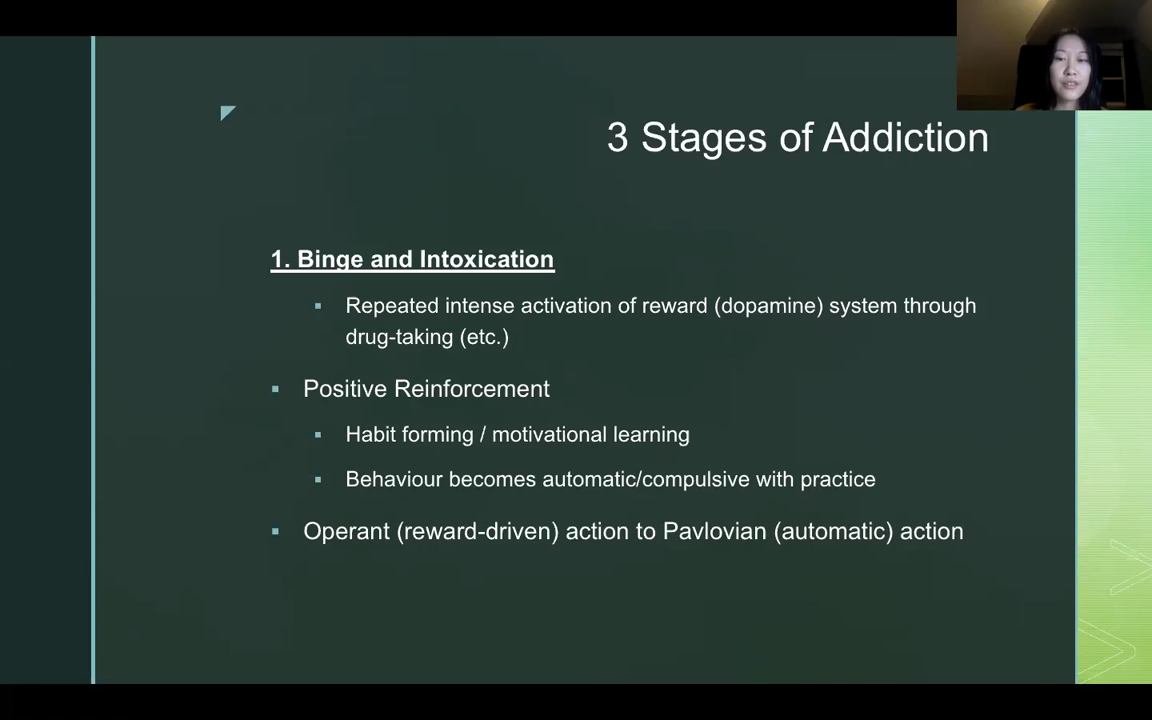 3 Stages of Addiction
1. Binge and Intoxication
Repeated intense activation of reward (dopamine) system through
drug-taking (etc.)
Positive Reinforcement
Habit forming / motivational learning
Behaviour becomes automatic/compulsive with practice
Operant (reward-driven) action to Pavlovian (automatic) action